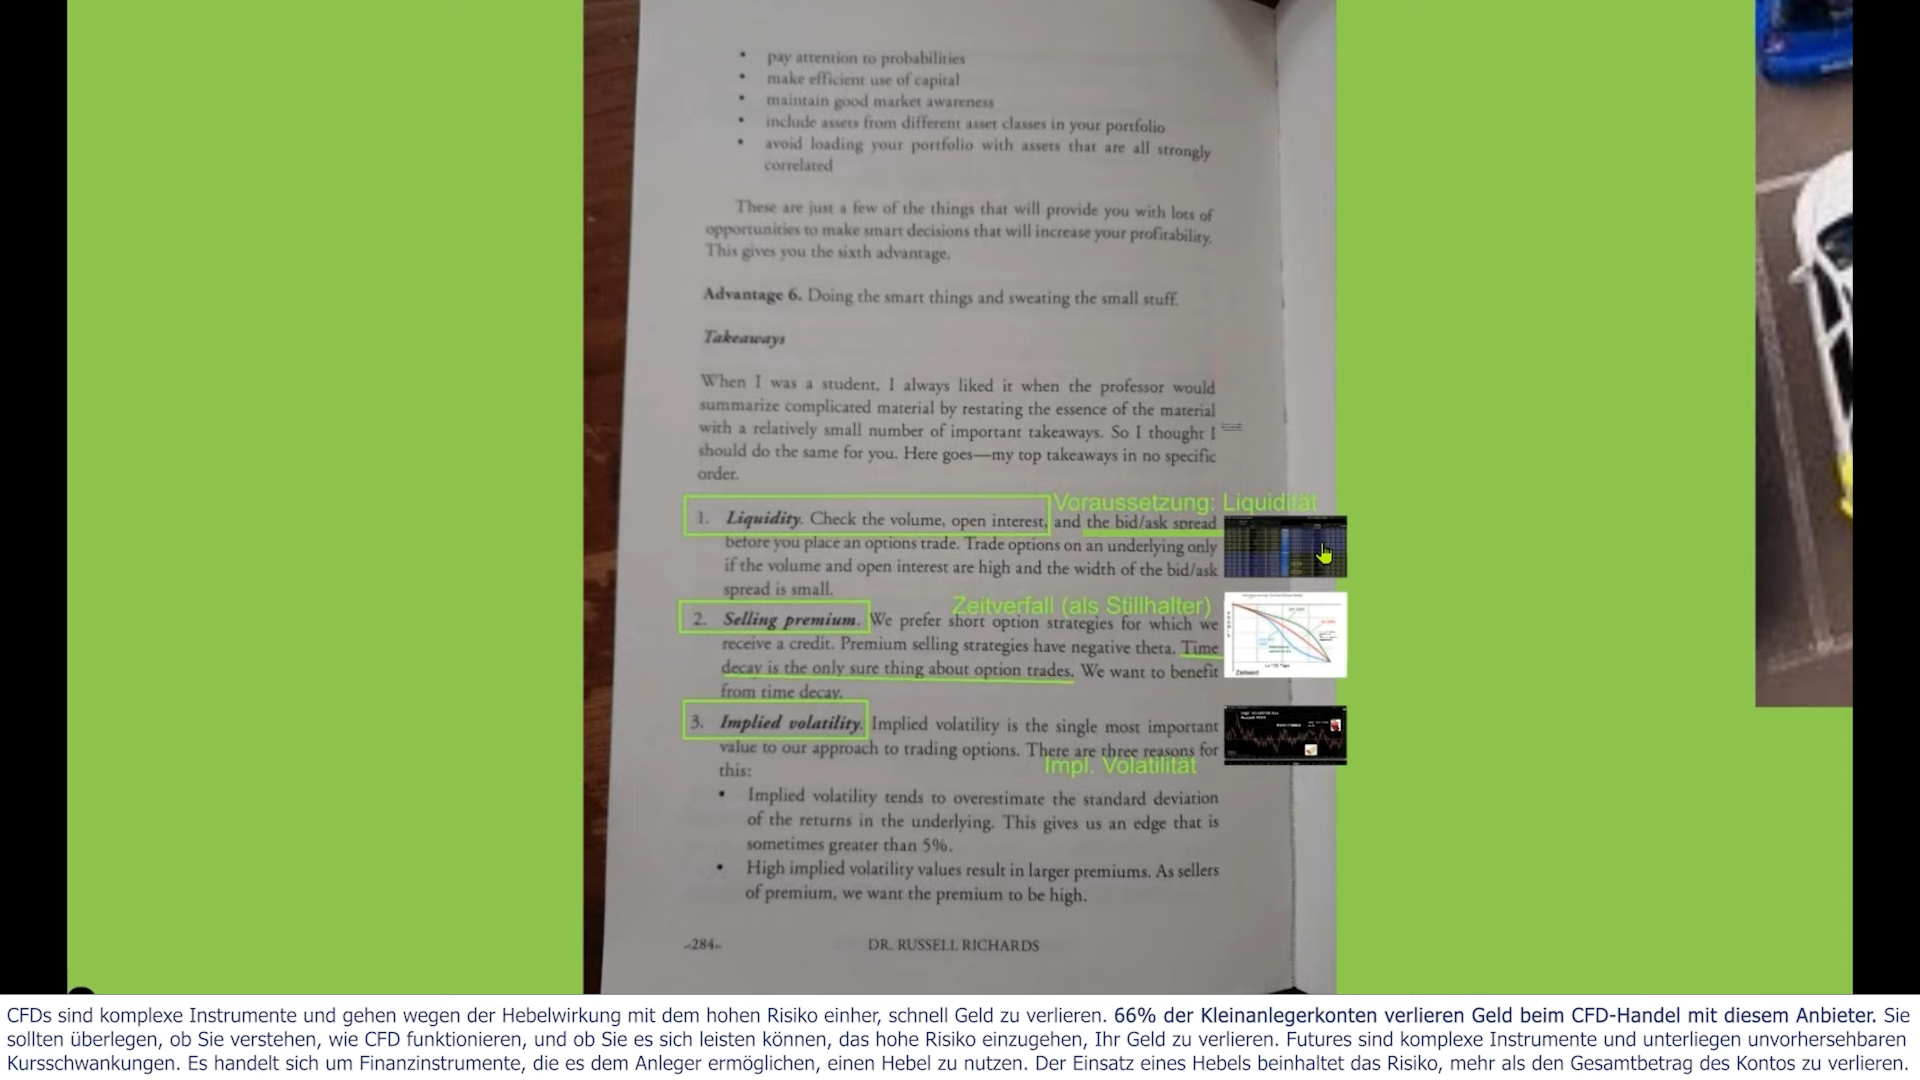 • pay attention to probabilities
• make efficient use of capital
• maintain good market awareness
• include assets from different asset classes in your portfolio
• avoid loading your portfolio with assets that are all strongly
correlated
These are just a few of the things that will provide you with lots of
opportunities to make smart decisions that will increase your profitability.
This gives you the sixth advantage.
Advantage 6. Doing the smart things and sweating the small stuff.
Takeaways
When I was a student, I always liked it when the professor would
summarize complicated material by restating the essence of the material
with a relatively small number of important takeaways. So I thought I
should do the same for you. Here goes—my top takeaways in no specific
order.
Voraussetzung: Liquidität
1. Liquidity. Check the volume, open interest, and the bid/ask spread
before you place an options trade. Trade options on an underlying only
if the volume and open interest are high and the width of the bid/ask
spread is small.
Zeitverfall (als Stillhalter)
2. Selling premium. We prefer short option strategies for which we
receive a credit. Premium selling strategies have negative theta. Time
decay is the only sure thing about option trades. We want to benefit
from time decay.
3. Implied volatility. Implied volatility is the single most important
value to our approach to trading options. There are three reasons for
this:
Impl. Volatilität
• Implied volatility tends to overestimate the standard deviation
of the returns in the underlying. This gives us an edge that is
sometimes greater than 5%.
• High implied volatility values result in larger premiums. As sellers
of premium, we want the premium to be high.
-284- DR. RUSSELL RICHARDS
CFDs sind komplexe Instrumente und gehen wegen der Hebelwirkung mit dem hohen Risiko einher, schnell Geld zu verlieren. 66% der Kleinanlegerkonten verlieren Geld beim CFD-Handel mit diesem Anbieter. Sie
sollten überlegen, ob Sie verstehen, wie CFD funktionieren, und ob Sie es sich leisten können, das hohe Risiko einzugehen, Ihr Geld zu verlieren. Futures sind komplexe Instrumente und unterliegen unvorhersehbaren
Kursschwankungen. Es handelt sich um Finanzinstrumente, die es dem Anleger ermöglichen, einen Hebel zu nutzen. Der Einsatz eines Hebels beinhaltet das Risiko, mehr als den Gesamtbetrag des Kontos zu verlieren.